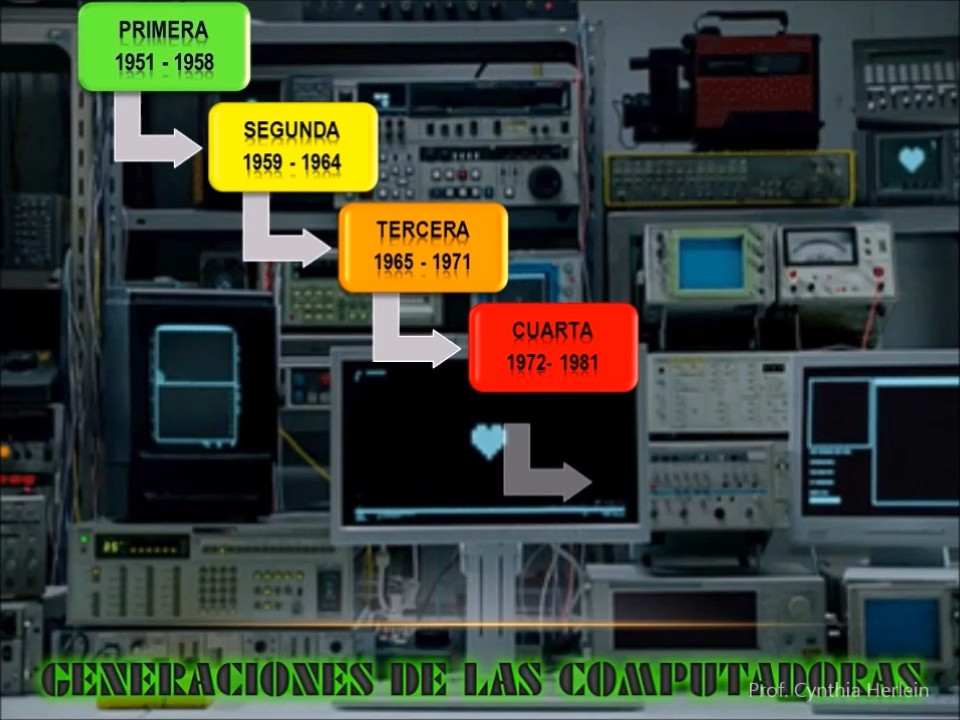 PRIMERA
1951 - 1958
SEGUNDA
1959 - 1964
TERCERA
1965 - 1971
CUARTA
1972- 1981
GENERACIONES DE LAS COMPUTADORAS
Prof. Cynthia Herlein